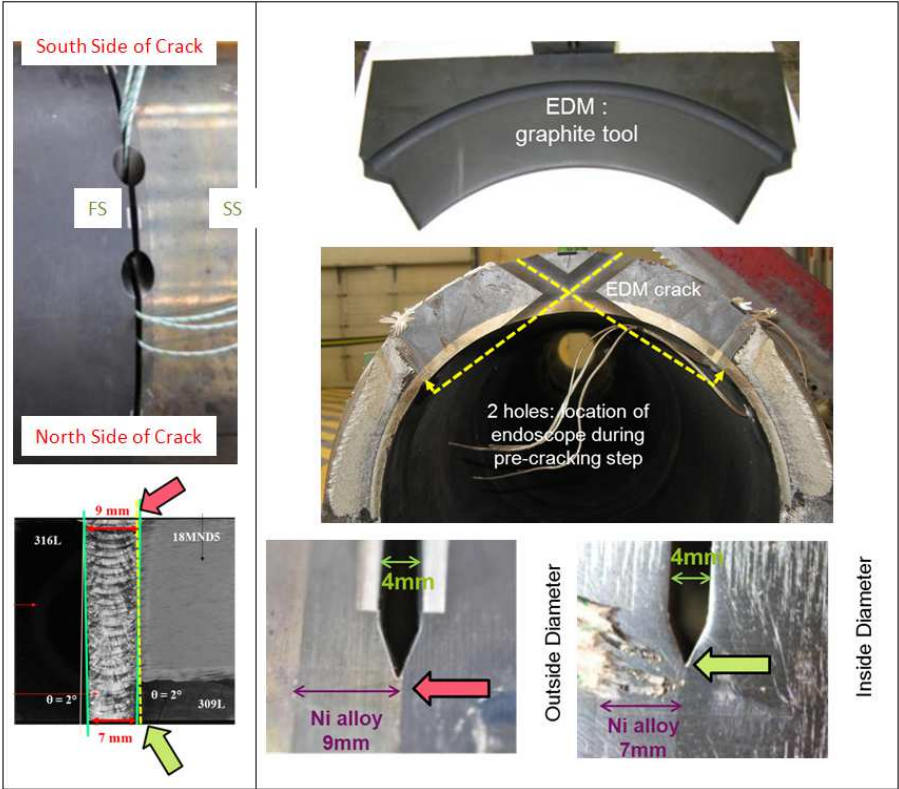 South Side of Crack
FS
SS
North Side of Crack
9 mm
316L
18MND5
θ = 2°
θ = 2°
309L
7 mm
EDM :
graphite tool
EDM crack
2 holes: location of
endoscope during
pre-cracking step
4mm
Ni alloy
9mm
Outside Diameter
4mm
Ni alloy
7mm
Inside Diameter